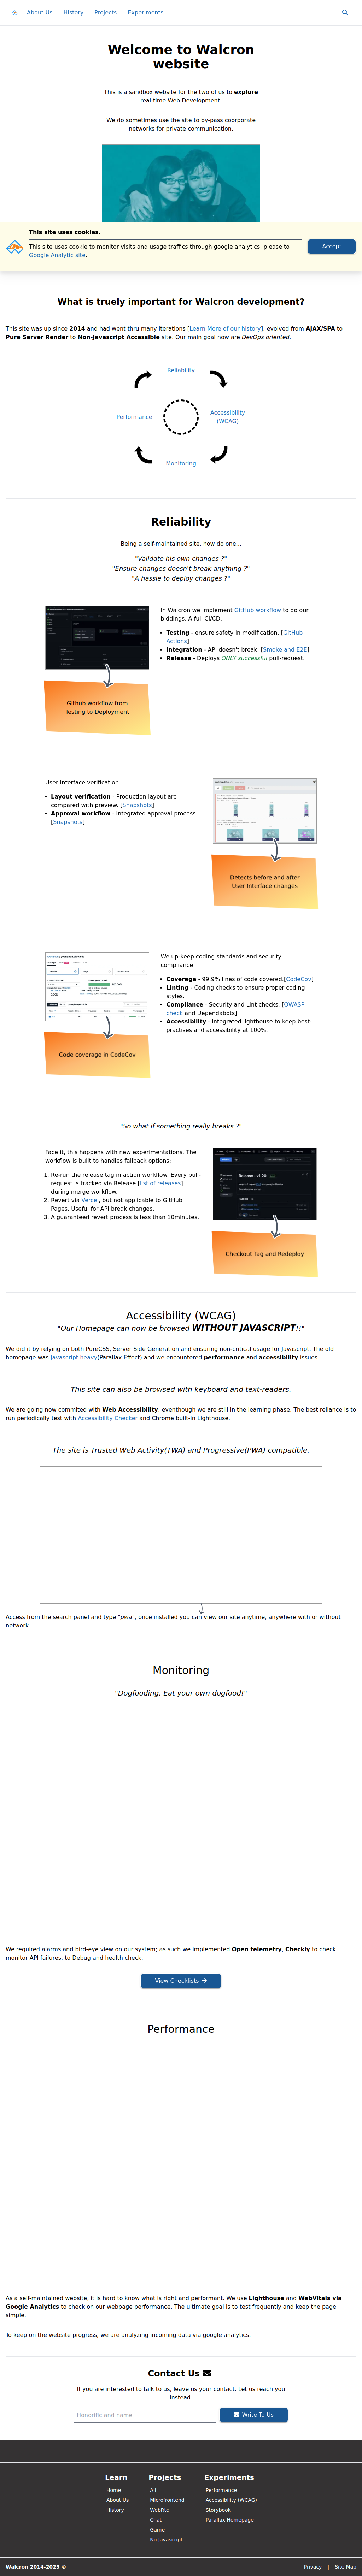 About Us History Projects Experiments
Welcome to Walcron
website
This is a sandbox website for the two of us to explore
real-time Web Development.
We do sometimes use the site to by-pass coorporate
networks for private communication.
This site uses cookies.
This site uses cookie to monitor visits and usage traffics through google analytics, please to
Google Analytic site.
Accept
What is truely important for Walcron development?
This site was up since 2014 and had went thru many iterations [Learn More of our history]; evolved from AJAX/SPA to
Pure Server Render to Non-Javascript Accessible site. Our main goal now are DevOps oriented.
Reliability
Performance
Accessibility
(WCAG)
Monitoring
Reliability
Being a self-maintained site, how do one...
"Validate his own changes ?"
"Ensure changes doesn't break anything ?"
"A hassle to deploy changes ?"
Github workflow from
Testing to Deployment
In Walcron we implement GitHub workflow to do our
biddings. A full CI/CD:
• Testing - ensure safety in modification. [GitHub
Actions]
• Integration - API doesn't break. [Smoke and E2E]
• Release - Deploys ONLY successful pull-request.
User Interface verification:
• Layout verification - Production layout are
compared with preview. [Snapshots]
• Approval workflow - Integrated approval process.
[Snapshots]
Detects before and after
User Interface changes
Code coverage in CodeCov
We up-keep coding standards and security
compliance:
• Coverage - 99.9% lines of code covered.[CodeCov]
• Linting - Coding checks to ensure proper coding
styles.
• Compliance - Security and Lint checks. [OWASP
check and Dependabots]
• Accessibility - Integrated lighthouse to keep best-
practises and accessibility at 100%.
"So what if something really breaks ?"
Face it, this happens with new experimentations. The
workflow is built to handles fallback options:
1. Re-run the release tag in action workflow. Every pull-
request is tracked via Release [list of releases]
during merge workflow.
2. Revert via Vercel, but not applicable to GitHub
Pages. Useful for API break changes.
3. A guaranteed revert process is less than 10minutes.
Release - v1.20
Checkout Tag and Redeploy
Accessibility (WCAG)
"Our Homepage can now be browsed WITHOUT JAVASCRIPT!!"
We did it by relying on both PureCSS, Server Side Generation and ensuring non-critical usage for Javascript. The old
homepage was Javascript heavy(Parallax Effect) and we encountered performance and accessibility issues.
This site can also be browsed with keyboard and text-readers.
We are going now commited with Web Accessibility; eventhough we are still in the learning phase. The best reliance is to
run periodically test with Accessibility Checker and Chrome built-in Lighthouse.
The site is Trusted Web Activity(TWA) and Progressive(PWA) compatible.
Access from the search panel and type "pwa", once installed you can view our site anytime, anywhere with or without
network.
Monitoring
"Dogfooding. Eat your own dogfood!"
We required alarms and bird-eye view on our system; as such we implemented Open telemetry, Checkly to check
monitor API failures, to Debug and health check.
View Checklists
Performance
As a self-maintained website, it is hard to know what is right and performant. We use Lighthouse and WebVitals via
Google Analytics to check on our webpage performance. The ultimate goal is to test frequently and keep the page
simple.
To keep on the website progress, we are analyzing incoming data via google analytics.
Contact Us
If you are interested to talk to us, leave us your contact. Let us reach you
instead.
Honorific and name
Write To Us
Learn
Home
About Us
History
Projects
All
Microfrontend
WebRtc
Chat
Game
No Javascript
Experiments
Performance
Accessibility (WCAG)
Storybook
Parallax Homepage
Walcron 2014-2025 ©
Privacy | Site Map